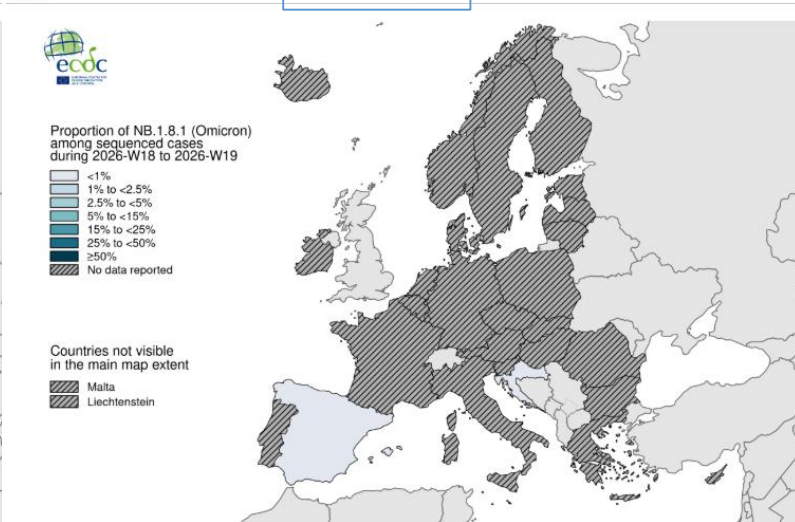 ecdc
Proportion of NB.1.8.1 (Omicron)
among sequenced cases
during 2026-W18 to 2026-W19
<1%
1% to <2.5%
2.5% to <5%
5% to <15%
15% to <25%
25% to <50%
≥50%
No data reported
Countries not visible
in the main map extent
Malta
Liechtenstein